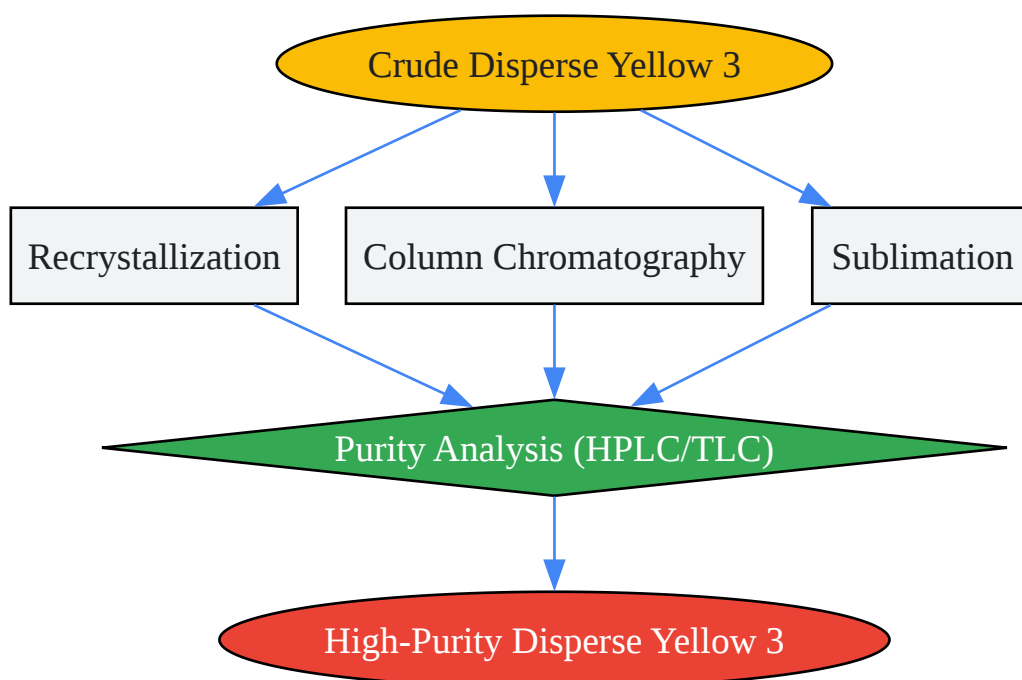 Crude Disperse Yellow 3
Recrystallization
Column Chromatography
Sublimation
Purity Analysis (HPLC/TLC)
High-Purity Disperse Yellow 3